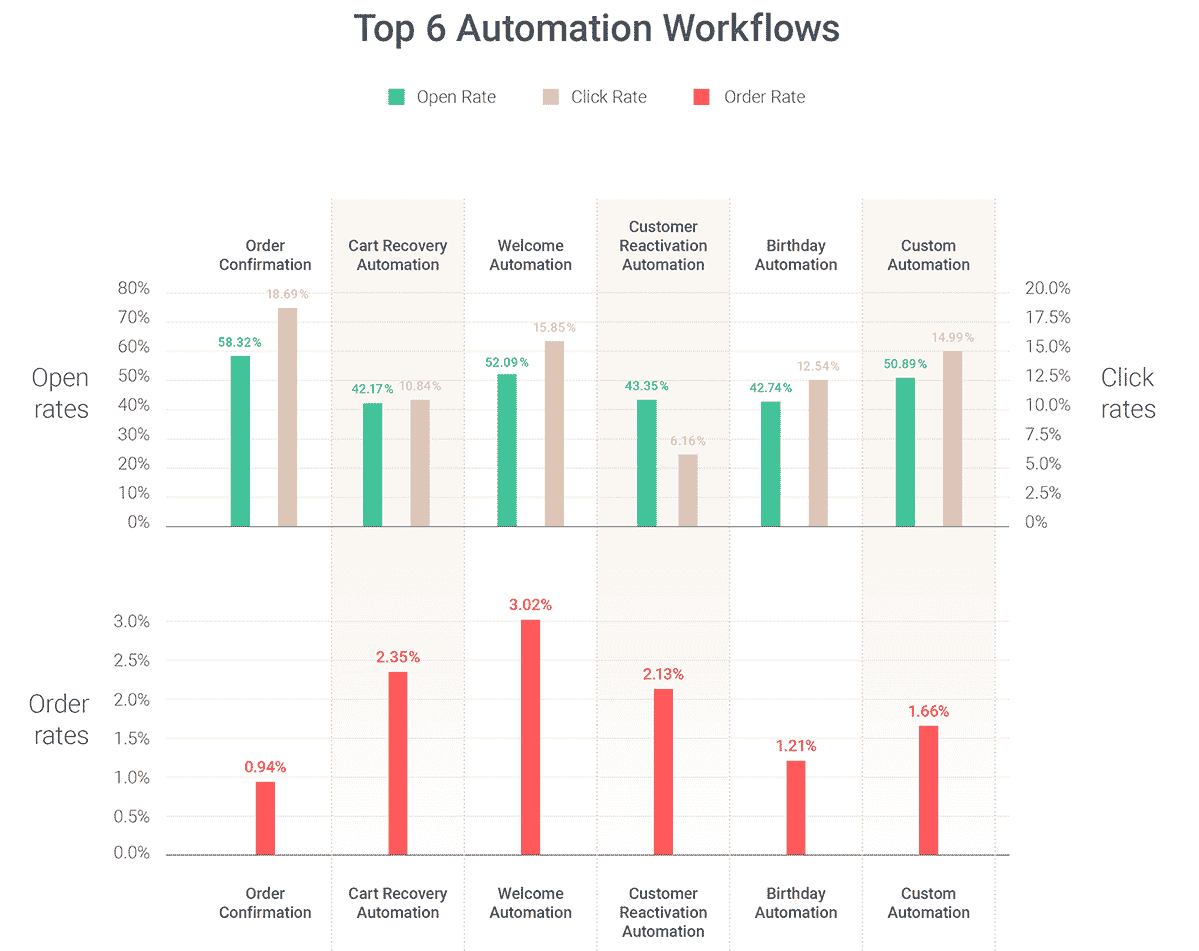 Top 6 Automation Workflows
Open Rate
Click Rate
Order Rate
Order
Confirmation
Cart Recovery
Automation
Welcome
Automation
Customer
Reactivation
Automation
Birthday
Automation
Custom
Automation
Open
rates
80%
70%
60%
50%
40%
30%
20%
10%
0%
58.32%
18.69%
42.17%
10.84%
52.09%
15.85%
43.35%
6.16%
42.74%
12.54%
50.89%
14.99%
20.0%
17.5%
15.0%
12.5%
10.0%
7.5%
5.0%
2.5%
0%
Click
rates
Order
rates
3.0%
2.5%
2.0%
1.5%
1.0%
0.5%
0.0%
0.94%
2.35%
3.02%
2.13%
1.21%
1.66%
Order
Confirmation
Cart Recovery
Automation
Welcome
Automation
Customer
Reactivation
Automation
Birthday
Automation
Custom
Automation